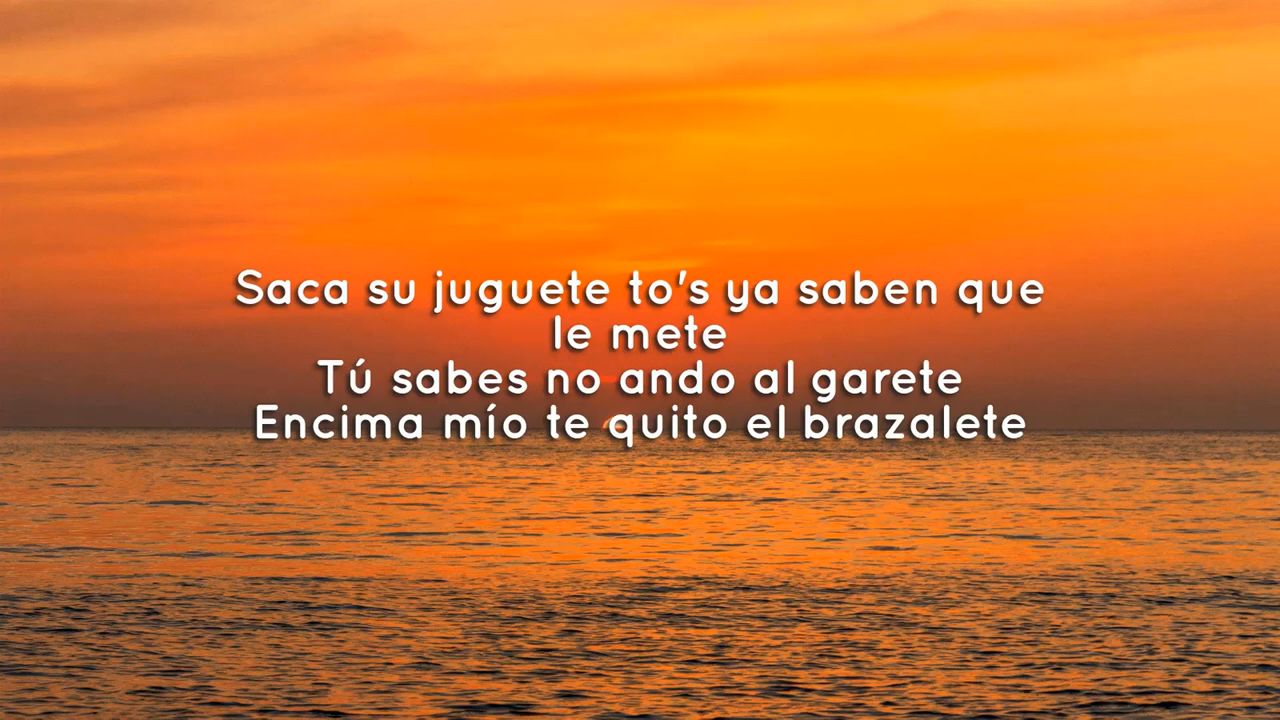 Saca su juguete to's ya saben que
le mete
Tú sabes no ando al garete
Encima mío te quito el brazalete